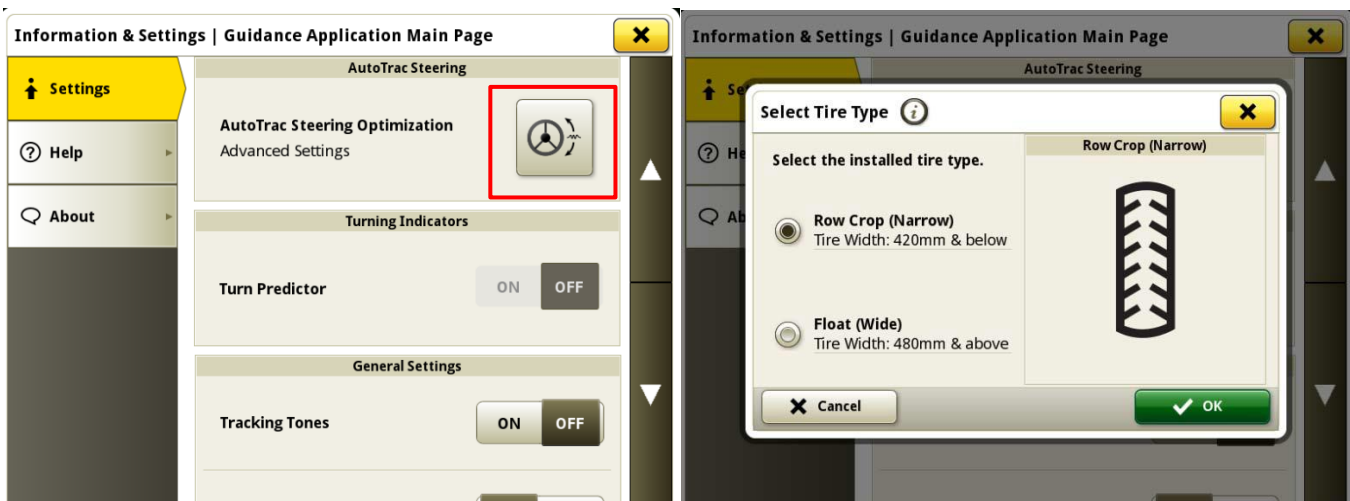 Information & Settings | Guidance Application Main Page
Settings
Help
About
AutoTrac Steering
AutoTrac Steering Optimization
Advanced Settings
Turning Indicators
Turn Predictor
ON OFF
General Settings
Tracking Tones
ON OFF
Information & Settings | Guidance Application Main Page
AutoTrac Steering
Se
He
Ab
Select Tire Type
Select the installed tire type.
Row Crop (Narrow)
Tire Width: 420mm & below
Float (Wide)
Tire Width: 480mm & above
Row Crop (Narrow)
Cancel
OK